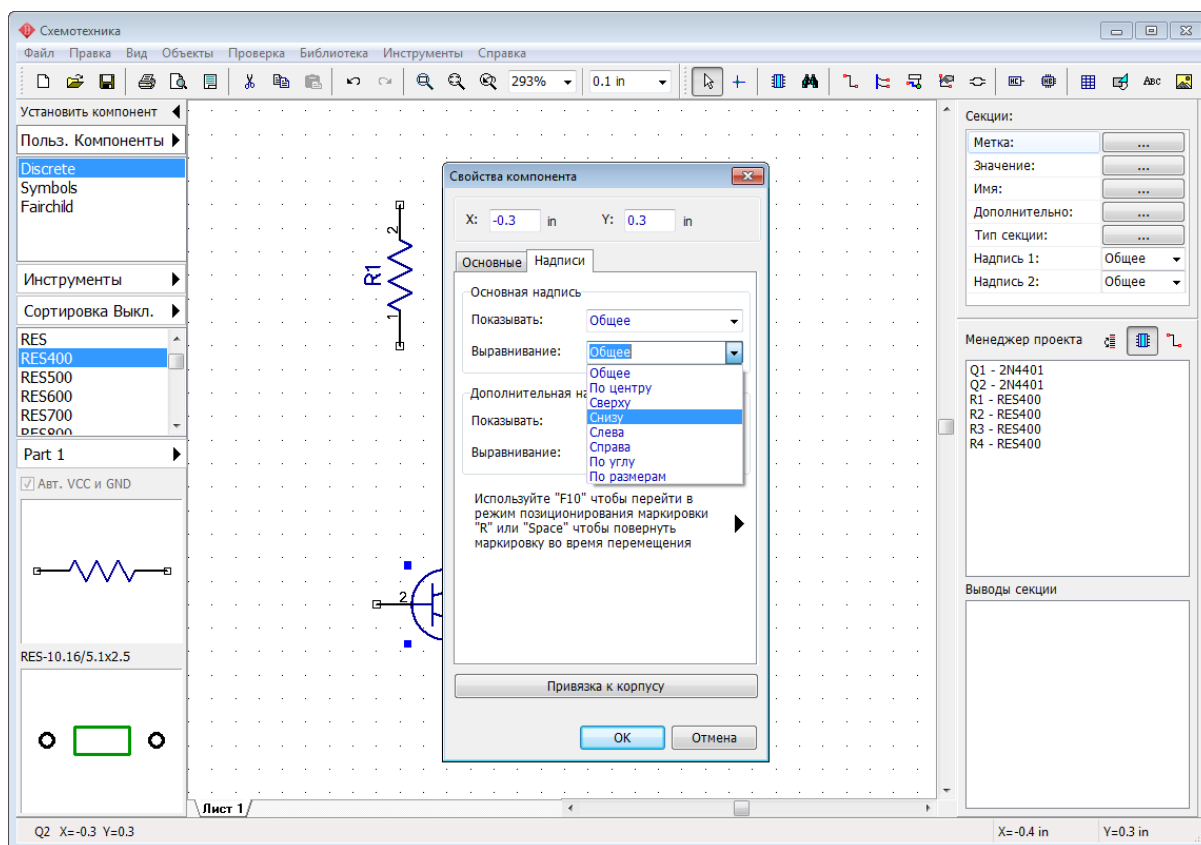 Схемотехника
Файл Правка Вид Объекты Проверка Библиотека Инструменты Справка
293% 0.1 in ABC
Установить компонент
Польз. Компоненты
Discrete
Symbols
Fairchild
Инструменты
Сортировка Выкл.
RES
RES400
RES500
RES600
RES700
RES800
Part 1
Авт. VCC и GND
RES-10.16/5.1x2.5
2
R1
1
2
Лист 1
Свойства компонента
X: -0.3 in Y: 0.3 in
Основные Надписи
Основная надпись
Показывать: Общее
Выравнивание: Общее
Общее
По центру
Сверху
Снизу
Слева
Справа
По углу
По размерам
Дополнительная на
Показывать:
Выравнивание:
Используйте "F10" чтобы перейти в
режим позиционирования маркировки
"R" или "Space" чтобы повернуть
маркировку во время перемещения
Привязка к корпусу
OK Отмена
Секции:
Метка: ...
Значение: ...
Имя: ...
Дополнительно: ...
Тип секции: ...
Надпись 1: Общее
Надпись 2: Общее
Менеджер проекта
Q1 - 2N4401
Q2 - 2N4401
R1 - RES400
R2 - RES400
R3 - RES400
R4 - RES400
Выводы секции
Q2 X=-0.3 Y=0.3
X=-0.4 in Y=0.3 in